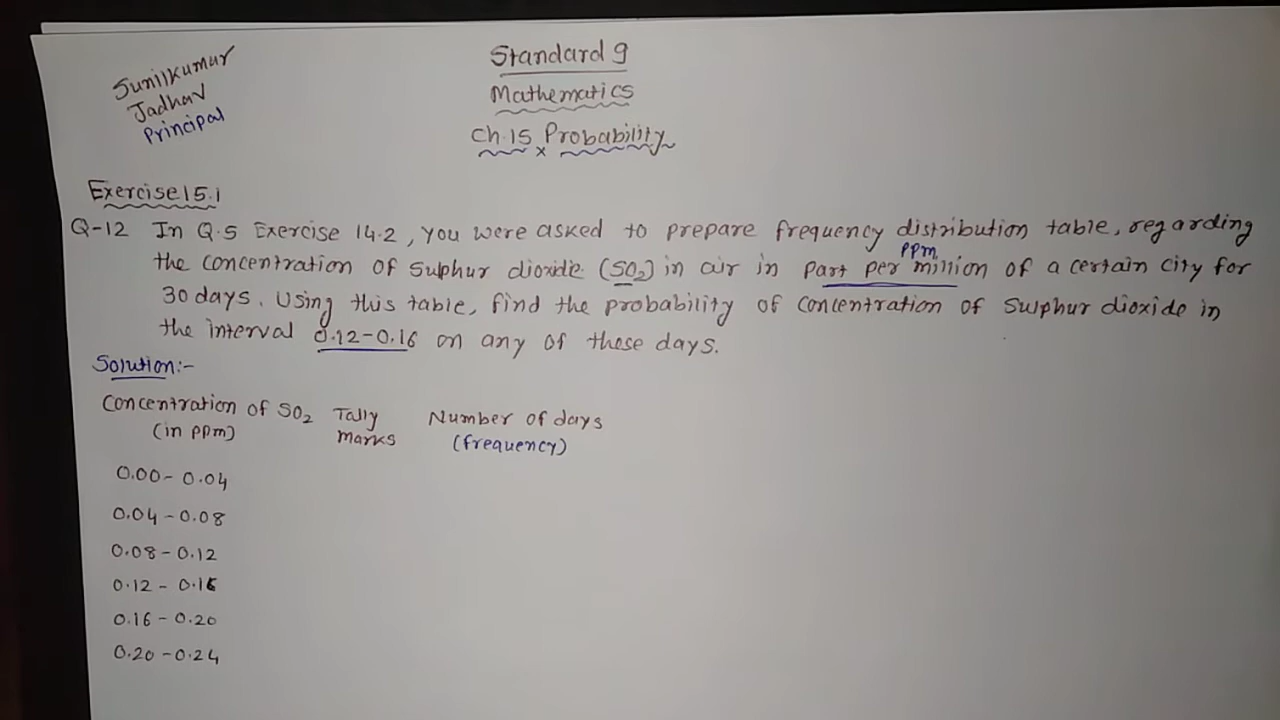 Sunilkumar
Jadhav
Principal
Standard 9
Mathematics
Ch 15 × Probability
Exercise 15.1
Q-12 In Q.5 Exercise 14.2, you were asked to prepare frequency distribution table, regarding
ppm
the concentration of sulphur dioxide (SO₂) in air in part per million of a certain city for
30 days. Using this table, find the probability of concentration of sulphur dioxide in
the interval 0.12-0.16 on any of these days.
Solution:-
Concentration of SO₂ Tally Number of days
(in ppm) marks (frequency)
0.00 - 0.04
0.04 - 0.08
0.08 - 0.12
0.12 - 0.16
0.16 - 0.20
0.20 - 0.24